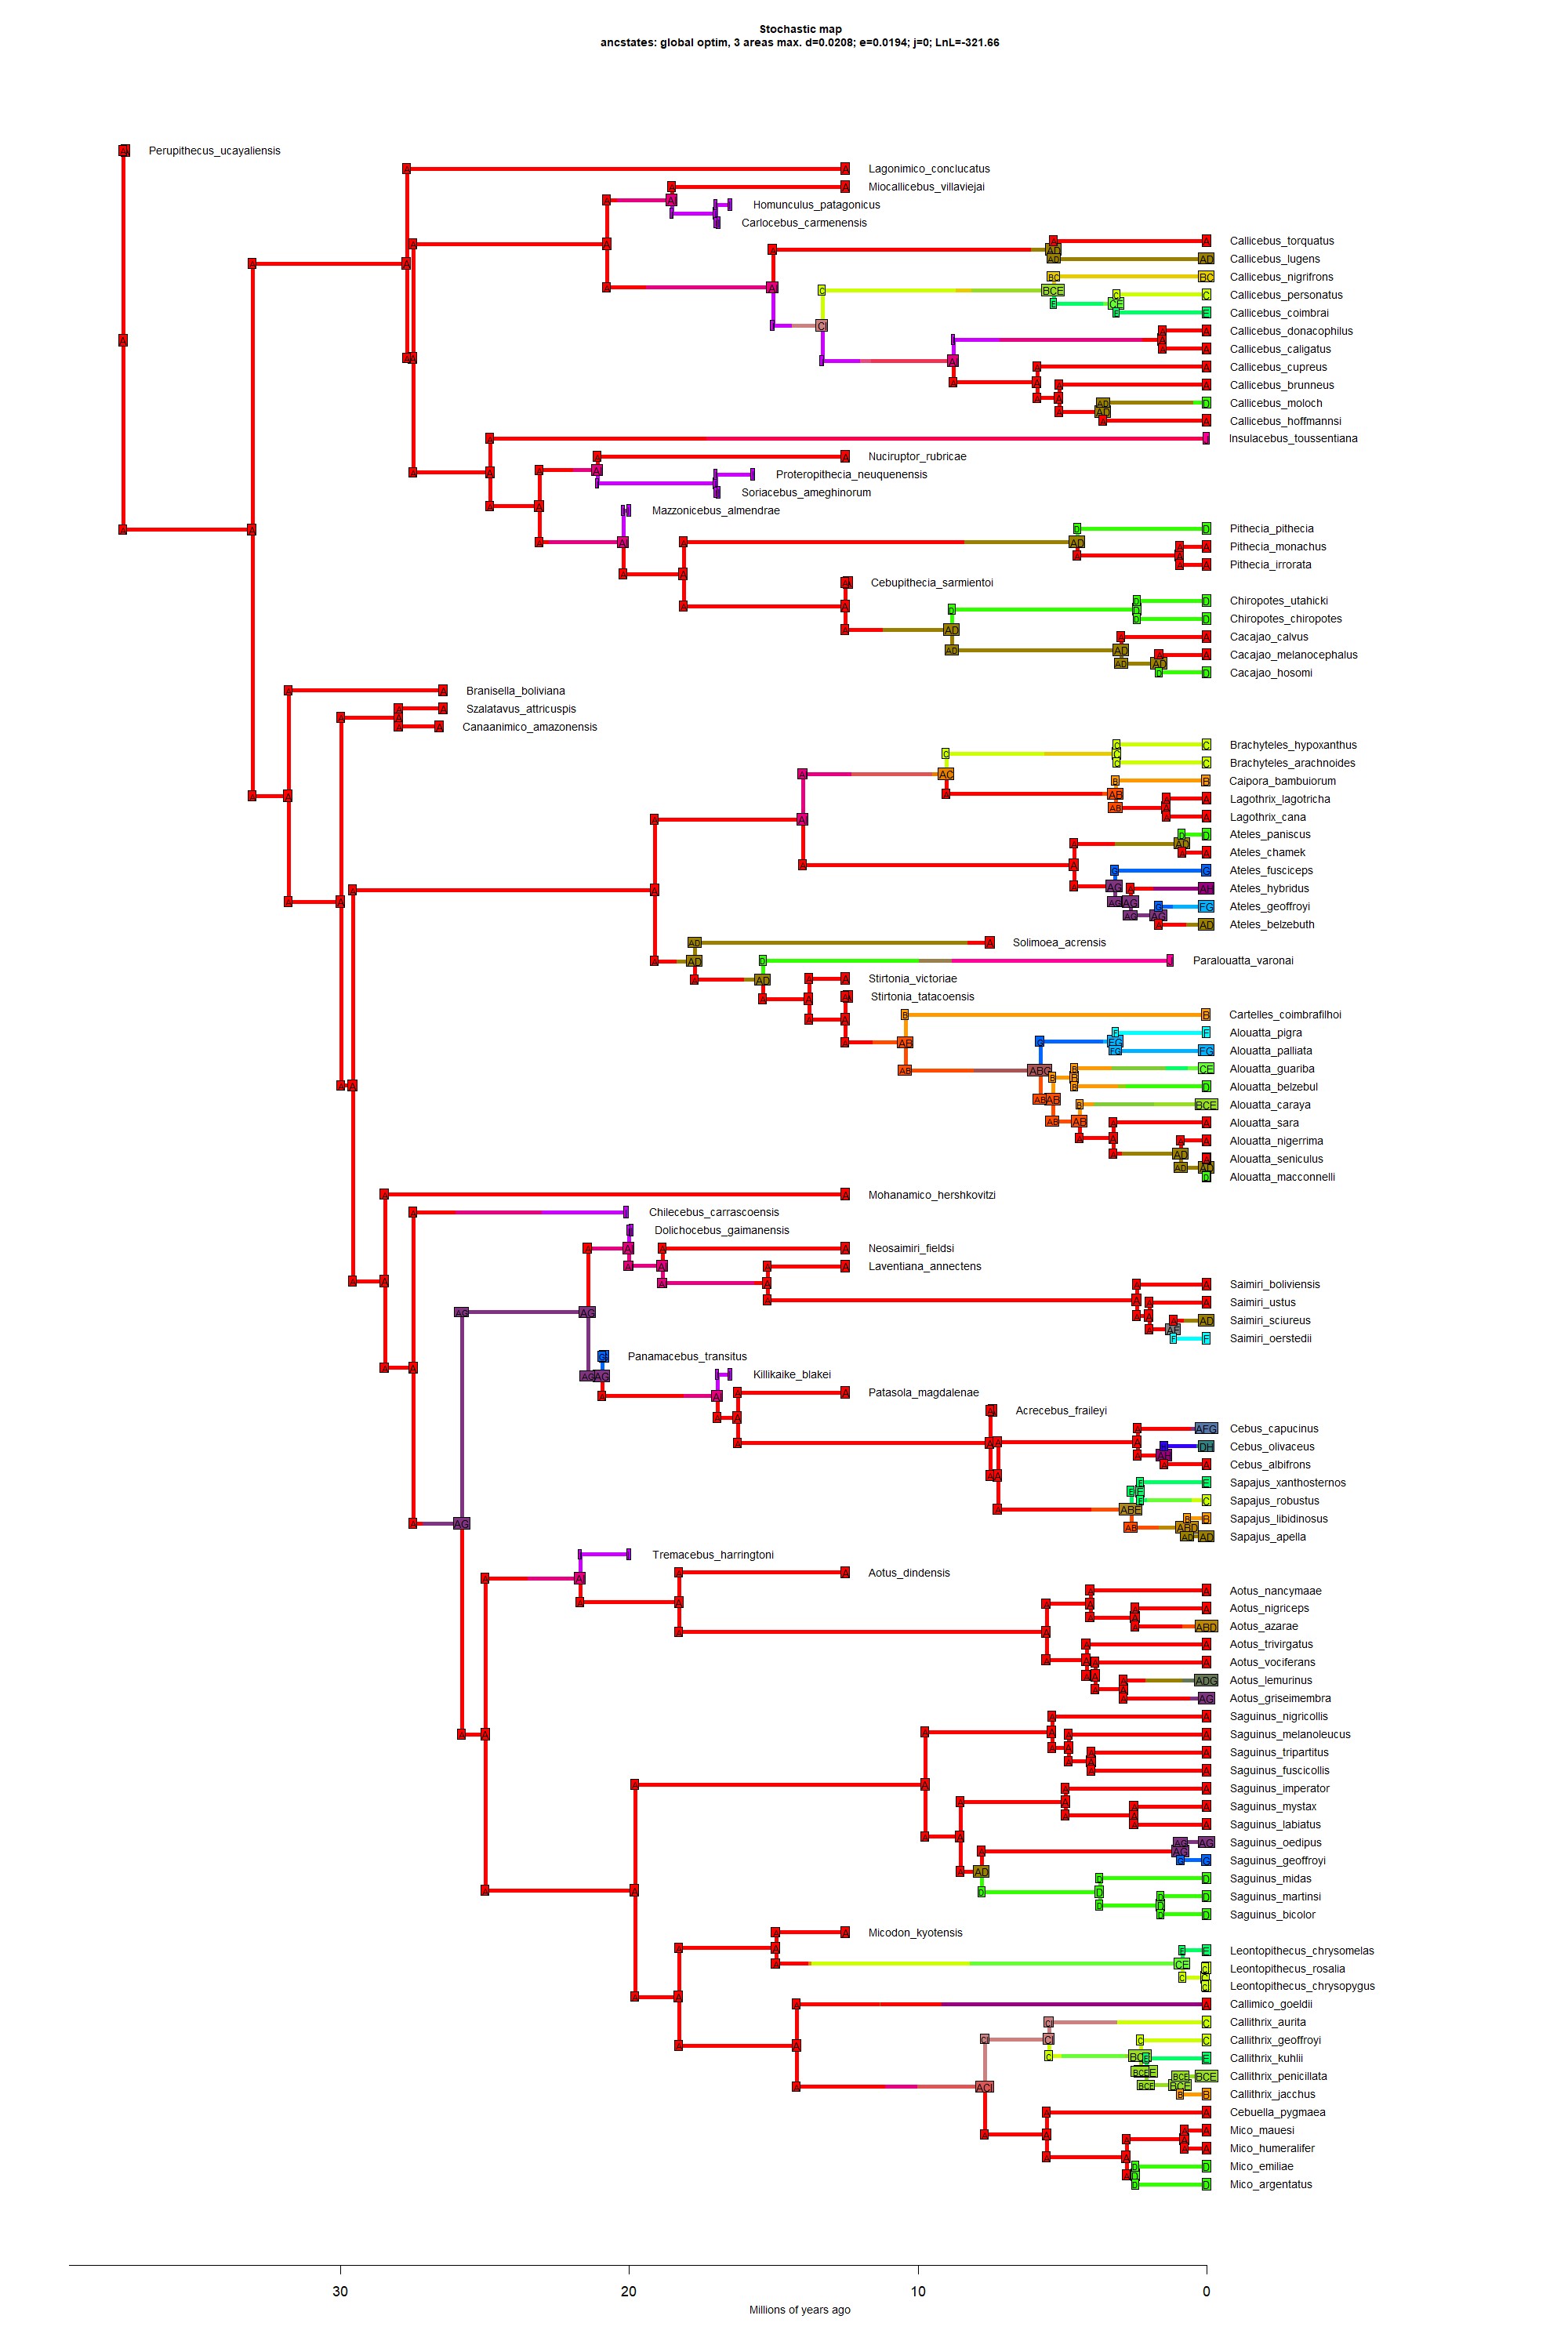 Stochastic map
ancstates: global optim, 3 areas max. d=0.0208; e=0.0194; j=0; LnL=-321.66
Perupithecus_ucayaliensis
Lagonimico_conclucatus
Miocallicebus_villaviejai
Homunculus_patagonicus
Carlocebus_carmenensis
Callicebus_torquatus
Callicebus_lugens
Callicebus_nigrifrons
Callicebus_personatus
Callicebus_coimbrai
Callicebus_donacophilus
Callicebus_caligatus
Callicebus_cupreus
Callicebus_brunneus
Callicebus_moloch
Callicebus_hoffmannsi
Insulacebus_toussentiana
Nuciruptor_rubricae
Proteropithecia_neuquenensis
Soriacebus_ameghinorum
Mazzonicebus_almendrae
Pithecia_pithecia
Pithecia_monachus
Pithecia_irrorata
Cebupithecia_sarmientoi
Chiropotes_utahicki
Chiropotes_chiropotes
Cacajao_calvus
Cacajao_melanocephalus
Cacajao_hosomi
Branisella_boliviana
Szalatavus_attricuspis
Canaanimico_amazonensis
Brachyteles_hypoxanthus
Brachyteles_arachnoides
Caipora_bambuiorum
Lagothrix_lagotricha
Lagothrix_cana
Ateles_paniscus
Ateles_chamek
Ateles_fusciceps
Ateles_hybridus
Ateles_geoffroyi
Ateles_belzebuth
Solimoea_acrensis
Paralouatta_varonai
Stirtonia_victoriae
Stirtonia_tatacoensis
Cartelles_coimbrafilhoi
Alouatta_pigra
Alouatta_palliata
Alouatta_guariba
Alouatta_belzebul
Alouatta_caraya
Alouatta_sara
Alouatta_nigerrima
Alouatta_seniculus
Alouatta_macconnelli
Mohanamico_hershkovitzi
Chilecebus_carrascoensis
Dolichocebus_gaimanensis
Neosaimiri_fieldsi
Laventiana_annectens
Saimiri_boliviensis
Saimiri_ustus
Saimiri_sciureus
Saimiri_oerstedii
Panamacebus_transitus
Killikaike_blakei
Patasola_magdalenae
Acrecebus_fraileyi
Cebus_capucinus
Cebus_olivaceus
Cebus_albifrons
Sapajus_xanthosternos
Sapajus_robustus
Sapajus_libidinosus
Sapajus_apella
Tremacebus_harringtoni
Aotus_dindensis
Aotus_nancymaae
Aotus_nigriceps
Aotus_azarae
Aotus_trivirgatus
Aotus_vociferans
Aotus_lemurinus
Aotus_griseimembra
Saguinus_nigricollis
Saguinus_melanoleucus
Saguinus_tripartitus
Saguinus_fuscicollis
Saguinus_imperator
Saguinus_mystax
Saguinus_labiatus
Saguinus_oedipus
Saguinus_geoffroyi
Saguinus_midas
Saguinus_martinsi
Saguinus_bicolor
Micodon_kyotensis
Leontopithecus_chrysomelas
Leontopithecus_rosalia
Leontopithecus_chrysopygus
Callimico_goeldii
Callithrix_aurita
Callithrix_geoffroyi
Callithrix_kuhlii
Callithrix_penicillata
Callithrix_jacchus
Cebuella_pygmaea
Mico_mauesi
Mico_humeralifer
Mico_emiliae
Mico_argentatus
30 20 10 0
Millions of years ago